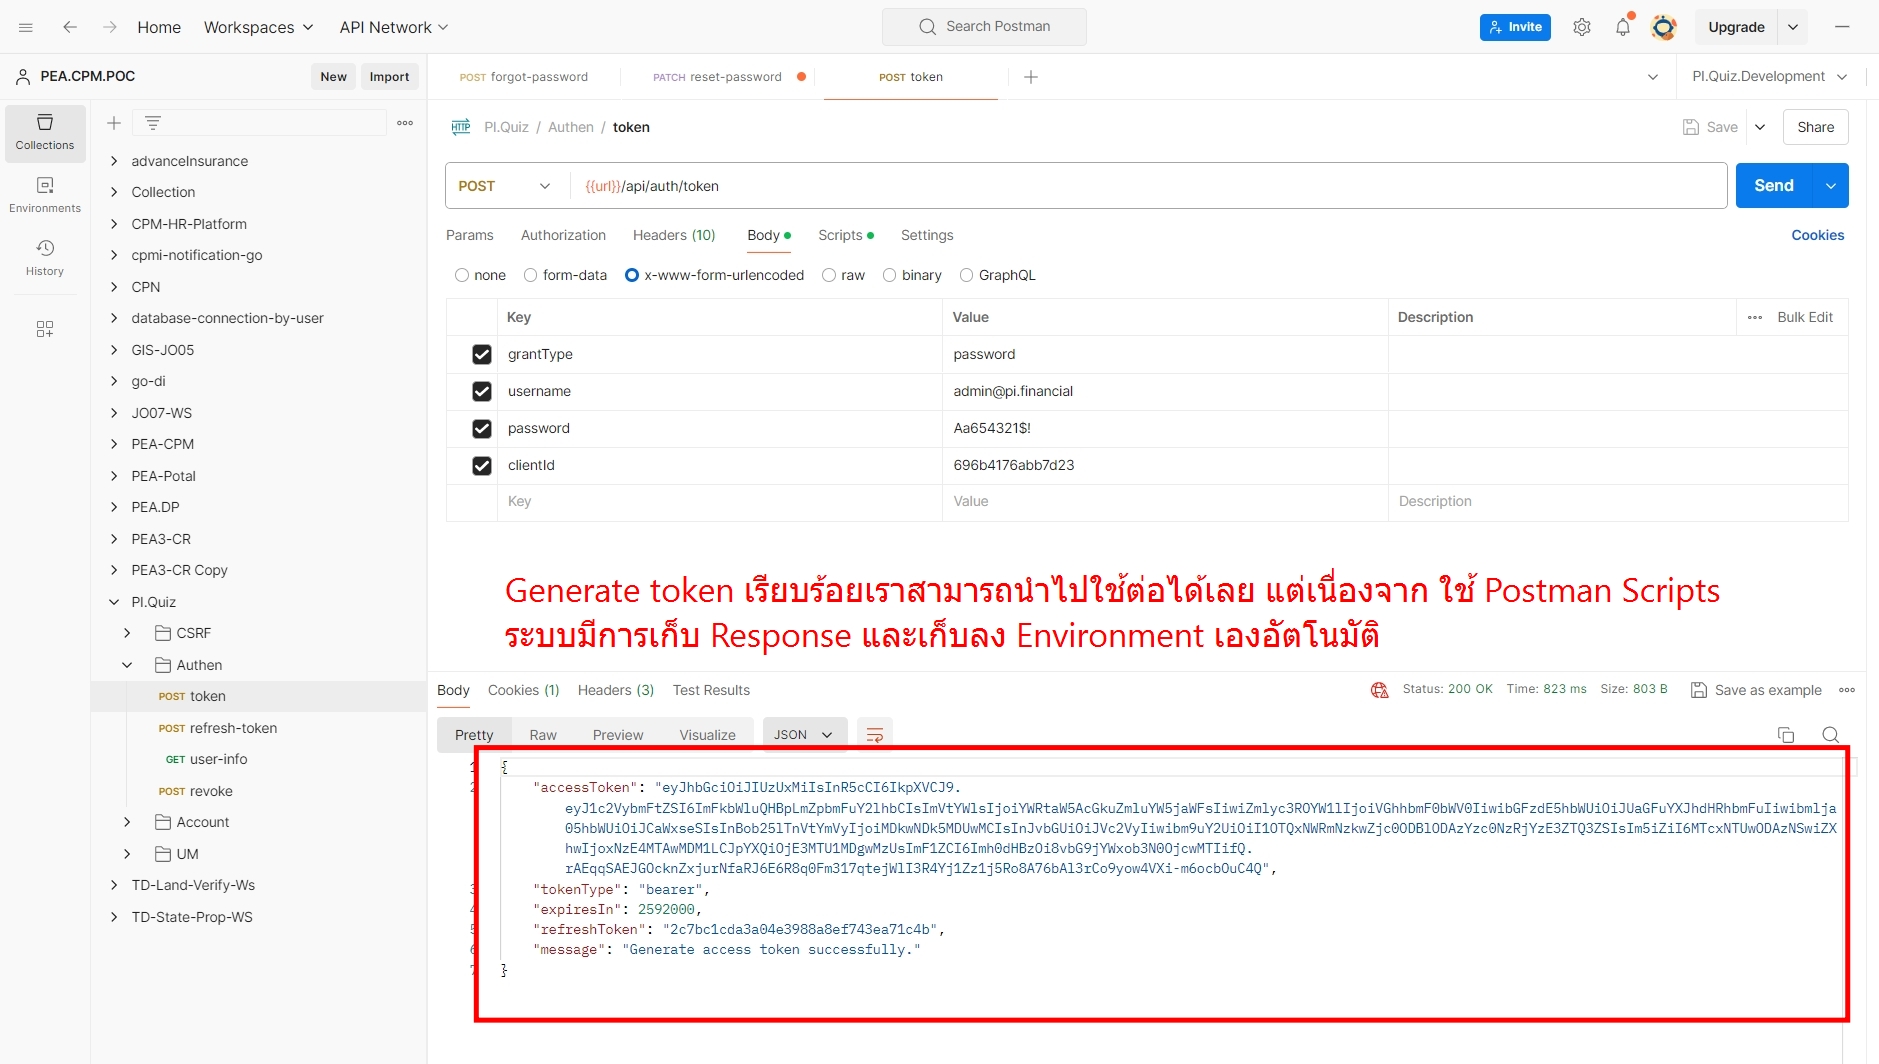 Home Workspaces API Network Search Postman Invite Upgrade
PEA.CPM.POC New Import
POST forgot-password PATCH reset-password POST token PI.Quiz.Development
Collections
Environments
History
advanceInsurance
Collection
CPM-HR-Platform
cpmi-notification-go
CPN
database-connection-by-user
GIS-JO05
go-di
JO07-WS
PEA-CPM
PEA-Potal
PEA.DP
PEA3-CR
PEA3-CR Copy
PI.Quiz
CSRF
Authen
POST token
POST refresh-token
GET user-info
POST revoke
Account
UM
TD-Land-Verify-Ws
TD-State-Prop-WS
HTTP PI.Quiz / Authen / token Save Share
POST {{url}}/api/auth/token Send
Params Authorization Headers (10) Body Scripts Settings Cookies
none form-data x-www-form-urlencoded raw binary GraphQL
Key Value Description Bulk Edit
grantType password
username admin@pi.financial
password Aa654321$!
clientId 696b4176abb7d23
Key Value Description
Generate token เรียบร้อยเราสามารถนำไปใช้ต่อได้เลย แต่เนื่องจาก ใช้ Postman Scripts
ระบบมีการเก็บ Response และเก็บลง Environment เองอัตโนมัติ
Body Cookies (1) Headers (3) Test Results Status: 200 OK Time: 823 ms Size: 803 B Save as example
Pretty Raw Preview Visualize JSON
{
"accessToken": "eyJhbGciOiJIUzUxMiIsInR5cCI6IkpXVCJ9.
"tokenType": "bearer",
"expiresIn": 2592000,
"refreshToken": "2c7bc1cda3a04e3988a8ef743ea71c4b",
"message": "Generate access token successfully."
}